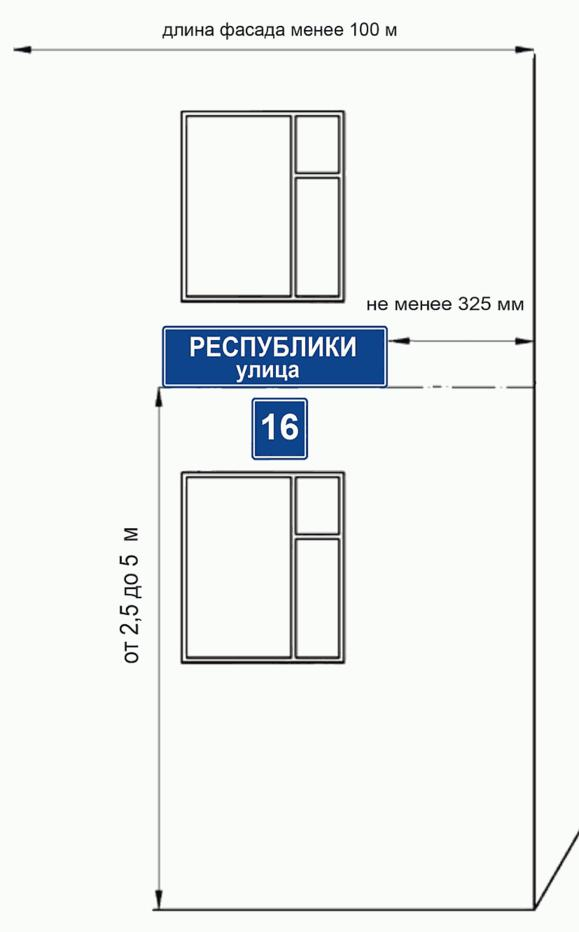 длина фасада менее 100 м
не менее 325 мм
РЕСПУБЛИКИ
улица
16
от 2,5 до 5 м